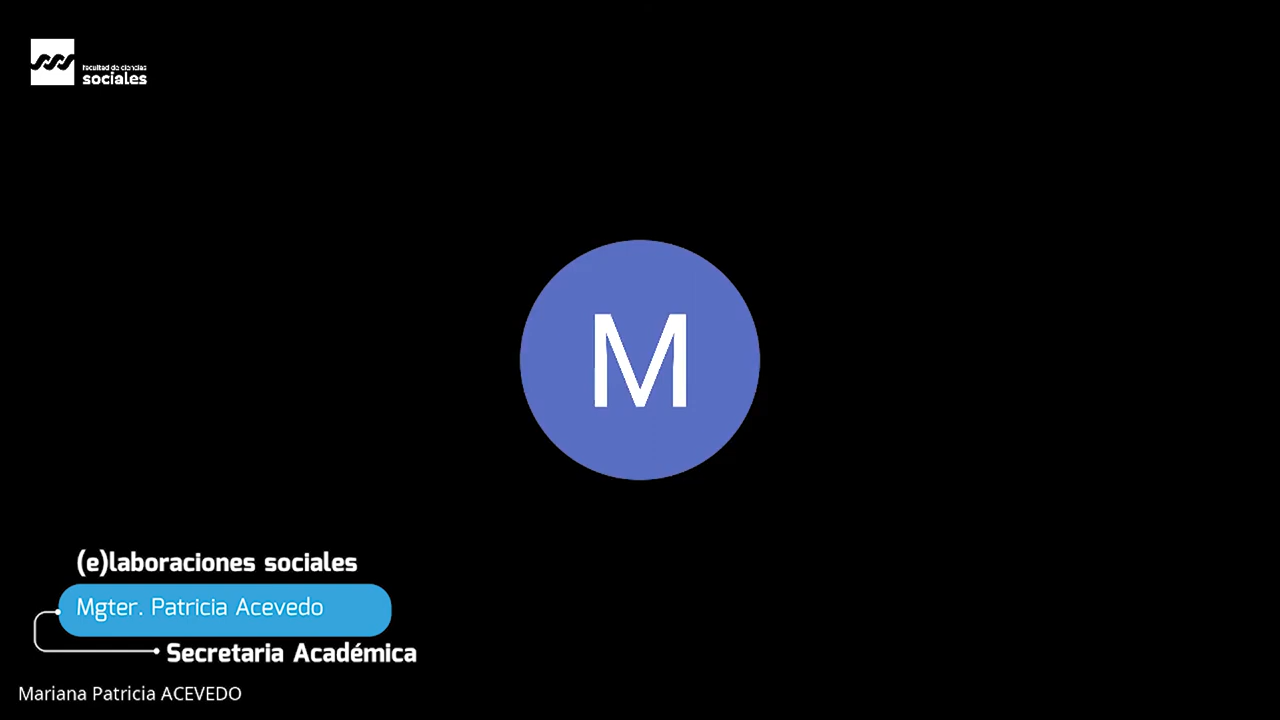 facultad de ciencias
sociales
M
(e)laboraciones sociales
Mgter. Patricia Acevedo
Secretaria Académica
Mariana Patricia ACEVEDO